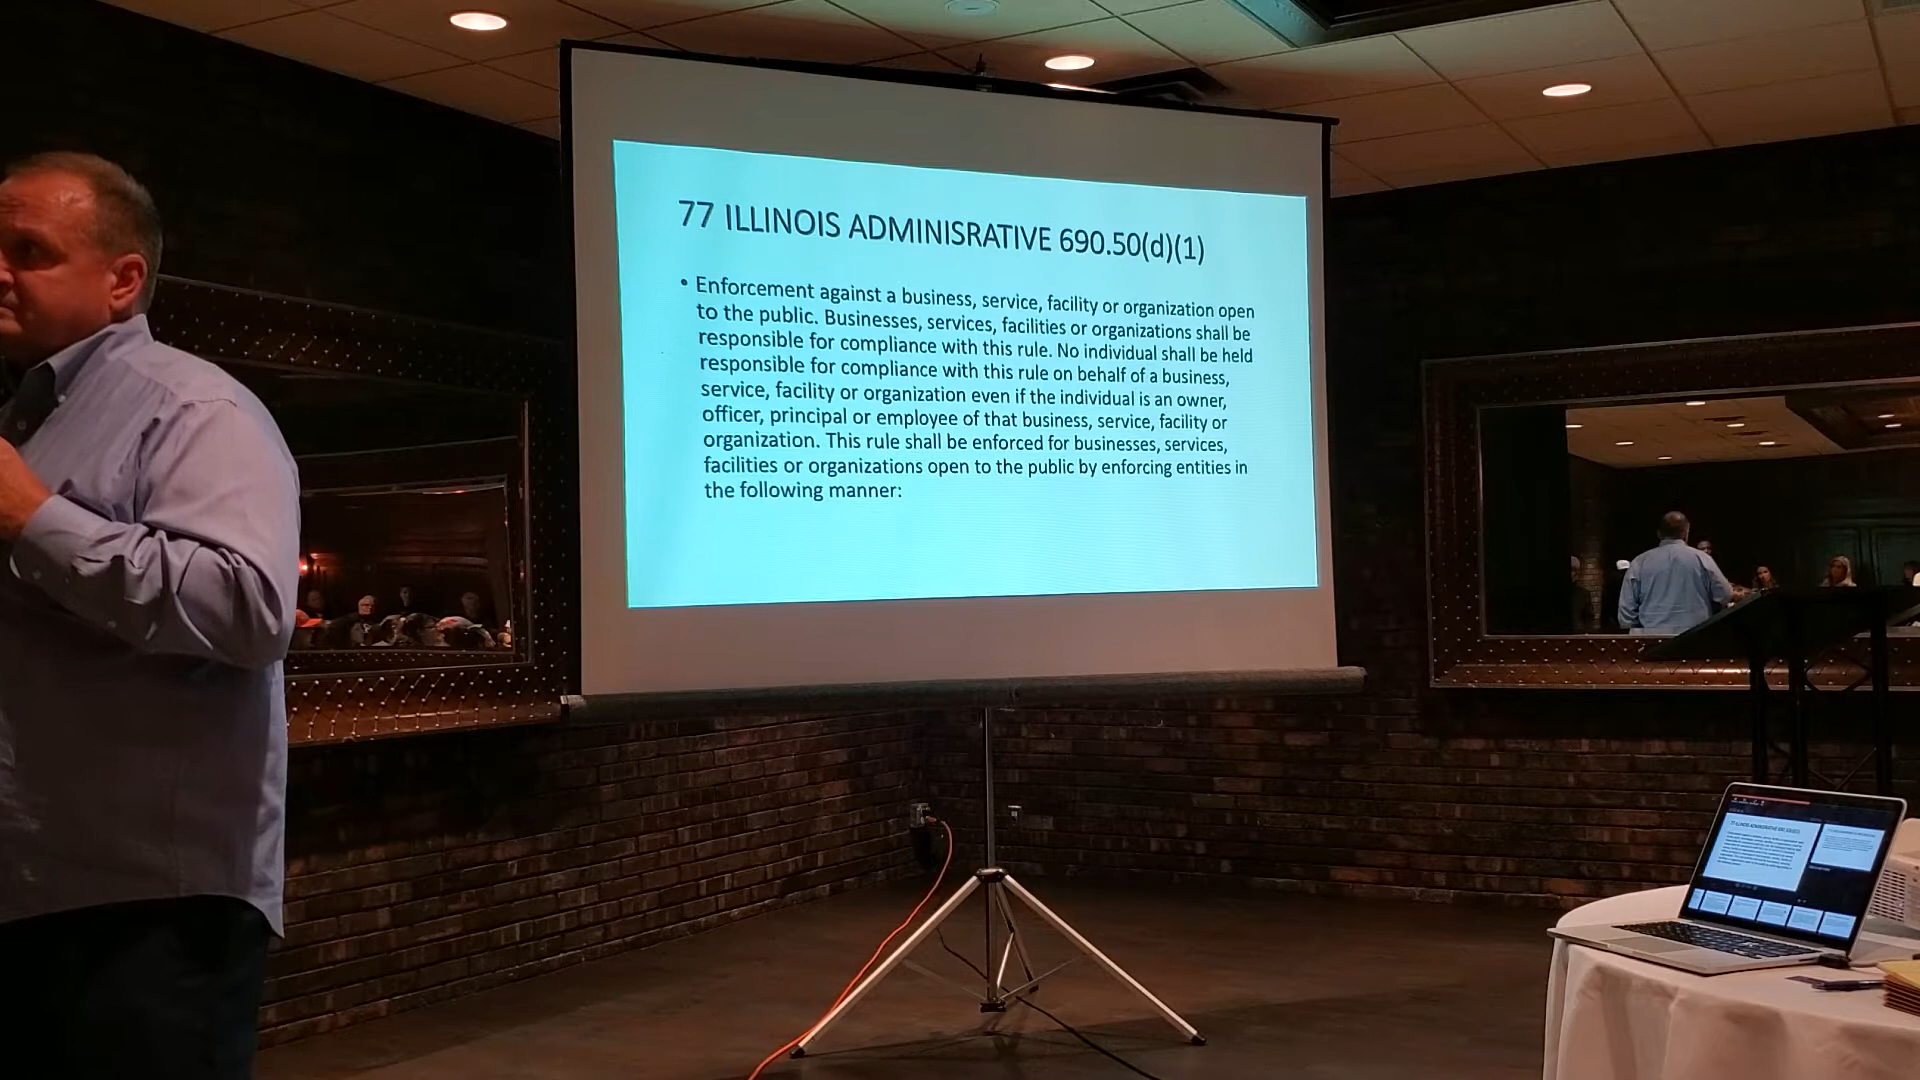 77 ILLINOIS ADMINISRATIVE 690.50(d)(1)
• Enforcement against a business, service, facility or organization open
to the public. Businesses, services, facilities or organizations shall be
responsible for compliance with this rule. No individual shall be held
responsible for compliance with this rule on behalf of a business,
service, facility or organization even if the individual is an owner,
officer, principal or employee of that business, service, facility or
organization. This rule shall be enforced for businesses, services,
facilities or organizations open to the public by enforcing entities in
the following manner: